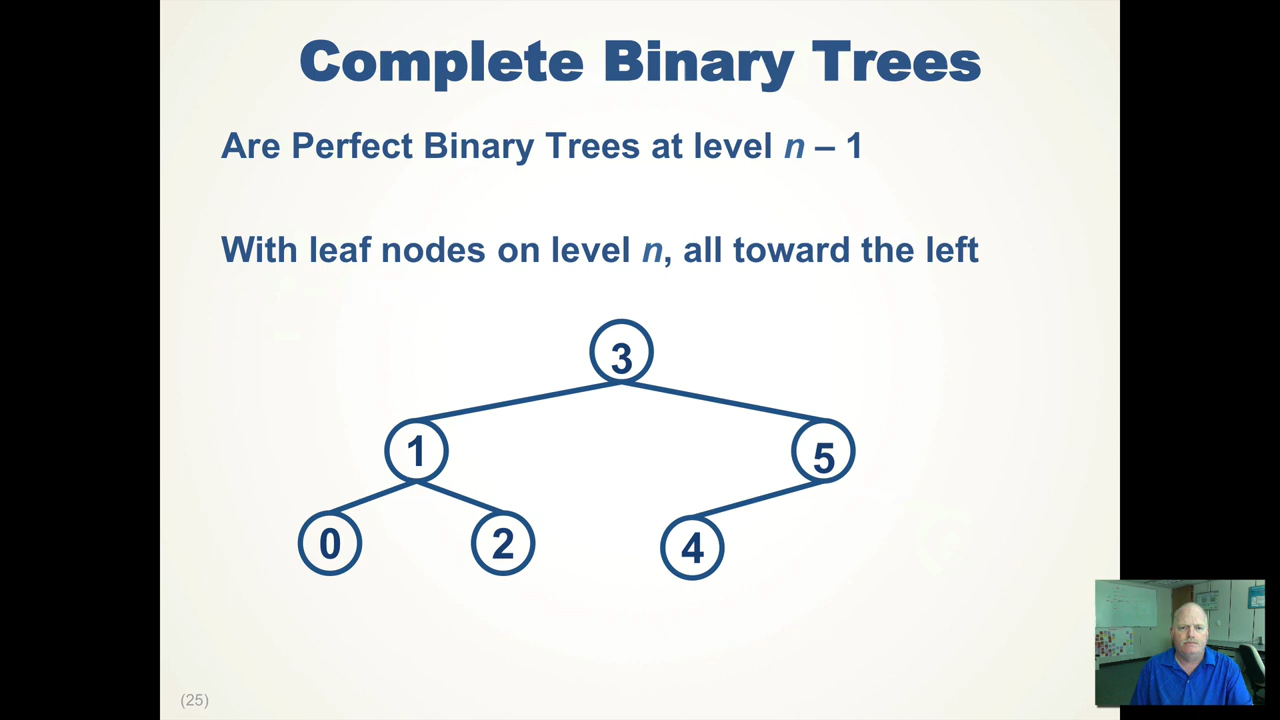 Complete Binary Trees
Are Perfect Binary Trees at level n – 1
With leaf nodes on level n, all toward the left
3
1
5
0
2
4
(25)